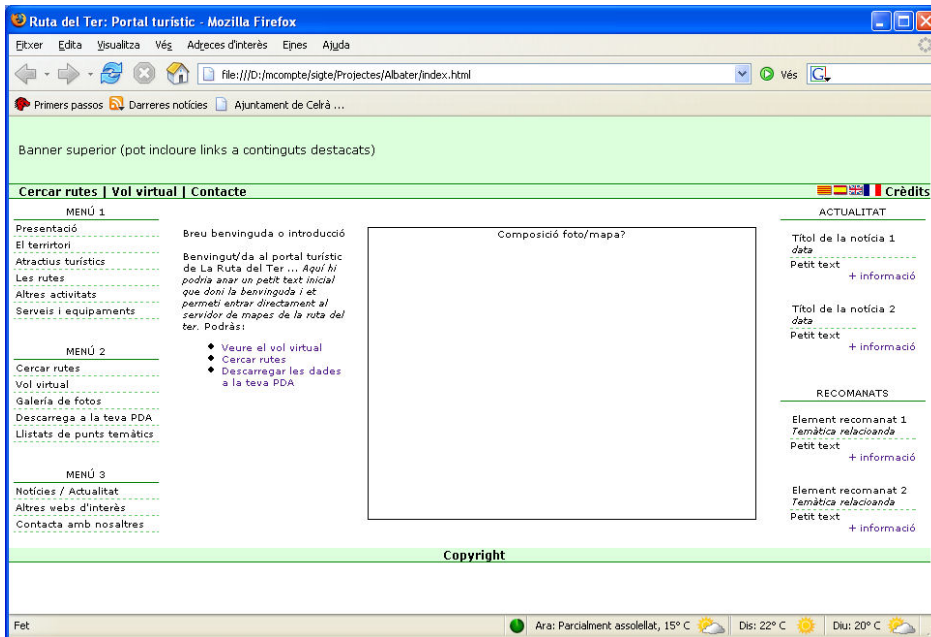 Ruta del Ter: Portal turístic - Mozilla Firefox
Fitxer Edita Visualitza Vés Adreces d'interès Eines Ajuda
file:///D:/mcompte/sigte/Projectes/Albater/index.html Vés G
Primers passos Darreres notícies Ajuntament de Celrà ...
Banner superior (pot incloure links a continguts destacats)
Cercar rutes | Vol virtual | Contacte
Crèdits
MENÚ 1
Presentació
El terrirtori
Atractius turístics
Les rutes
Altres activitats
Serveis i equipaments
MENÚ 2
Cercar rutes
Vol virtual
Galería de fotos
Descarrega a la teva PDA
Llistats de punts temàtics
MENÚ 3
Notícies / Actualitat
Altres webs d'interès
Contacta amb nosaltres
Breu benvinguda o introducció
Benvingut/da al portal turístic
de La Ruta del Ter ... Aquí hi
podria anar un petit text inicial
que doni la benvinguda i et
permeti entrar directament al
servidor de mapes de la ruta del
ter. Podràs:
Veure el vol virtual
Cercar rutes
Descarregar les dades
a la teva PDA
Composició foto/mapa?
ACTUALITAT
Títol de la notícia 1
data
Petit text
+ informació
Títol de la notícia 2
data
Petit text
+ informació
RECOMANATS
Element recomanat 1
Temàtica relacioanda
Petit text
+ informació
Element recomanat 2
Temàtica relacioanda
Petit text
+ informació
Copyright
Fet
Ara: Parcialment assolellat, 15º C Dis: 22º C Diu: 20º C